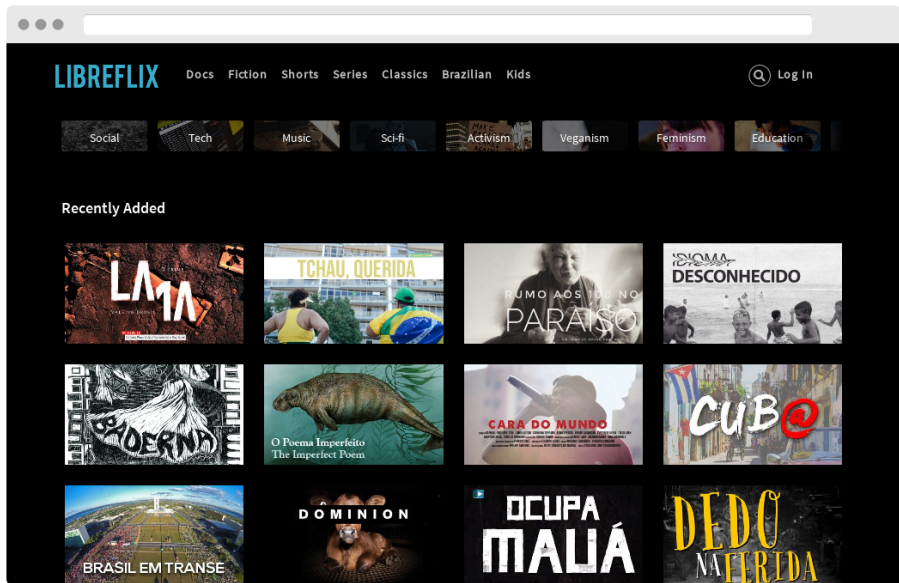 LIBREFLIX
Docs Fiction Shorts Series Classics Brazilian Kids
Log In
Social Tech Music Sci-fi Activism Veganism Feminism Education
Recently Added
LAMA
TCHAU, QUERIDA
RUMO AOS 100 NO
PARAISO
IDIOMA
DESCONHECIDO
BADERNA
O Poema Imperfeito
The Imperfect Poem
CARA DO MUNDO
CUB@
BRASIL EM TRANSE
DOMINION
OCUPA
MAUÁ
DEDO
NA FERIDA